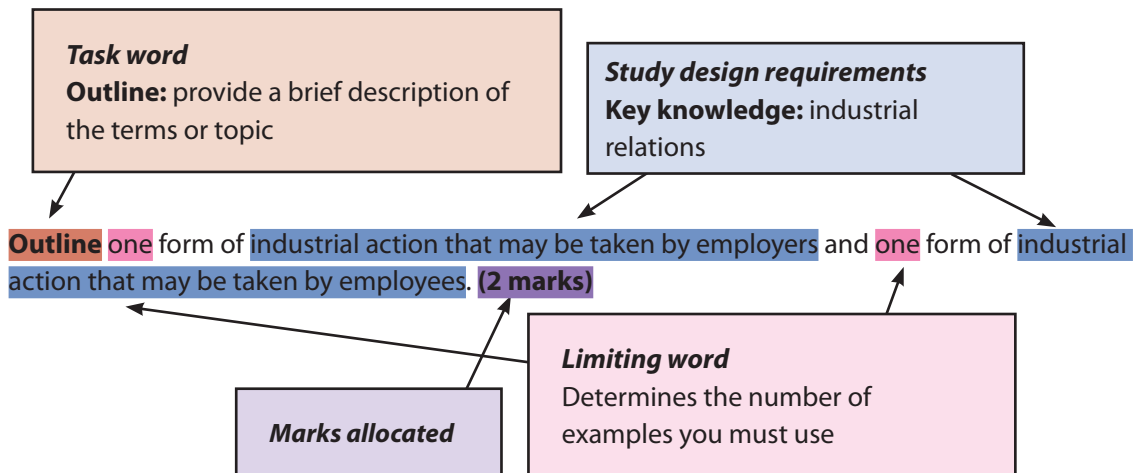 Task word
Outline: provide a brief description of
the terms or topic
Study design requirements
Key knowledge: industrial
relations
Outline one form of industrial action that may be taken by employers and one form of industrial
action that may be taken by employees. (2 marks)
Limiting word
Determines the number of
examples you must use
Marks allocated